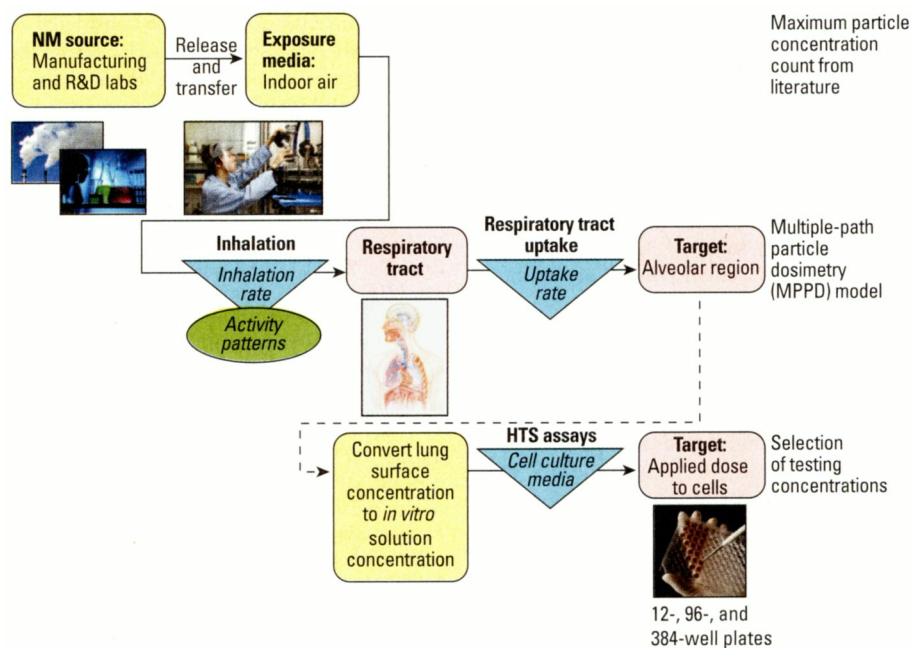 NM source:
Manufacturing
and R&D labs
Release
and
transfer
Exposure
media:
Indoor air
Maximum particle
concentration
count from
literature
Inhalation
Inhalation
rate
Activity
patterns
Respiratory
tract
Respiratory tract
uptake
Uptake
rate
Target:
Alveolar region
Multiple-path
particle
dosimetry
(MPPD) model
Convert lung
surface
concentration
to in vitro
solution
concentration
HTS assays
Cell culture
media
Target:
Applied dose
to cells
Selection
of testing
concentrations
12-, 96-, and
384-well plates